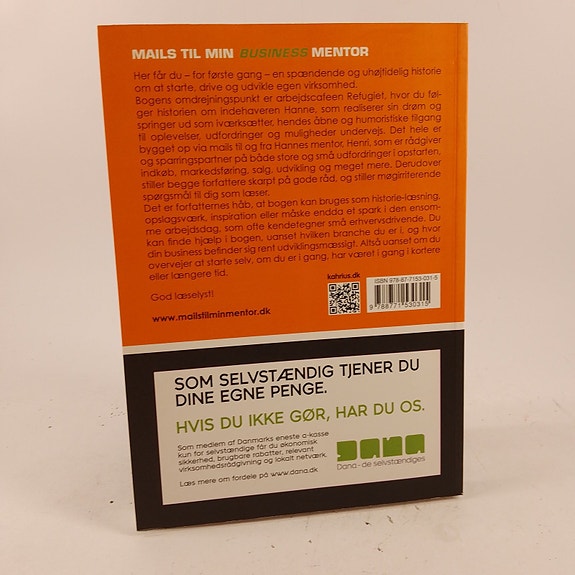 MAILS TIL MIN BUSINESS MENTOR
Her får du – for første gang – en spændende og uhøjtidelig historie
om at starte, drive og udvikle egen virksomhed.
Bogens omdrejningspunkt er arbejdscafeen Refugiet, hvor du føl-
ger historien om indehaveren Hanne, som realiserer sin drøm og
springer ud som iværksætter, hendes åbne og humoristiske tilgang
til oplevelser, udfordringer og muligheder undervejs. Det hele er
bygget op via mails til og fra Hannes mentor, Henri, som er rådgiver
og sparringspartner på både store og små udfordringer i opstarten,
indkøb, markedsføring, salg, udvikling og meget mere. Derudover
stiller begge forfattere skarpt på gode råd, og stiller møgirriterende
spørgsmål til dig som læser.
Det er forfatternes håb, at bogen kan bruges som historie-læsning,
opslagsværk, inspiration eller måske endda et spark i den ensom-
me arbejdsdag, som ofte kendetegner små erhvervsdrivende. Du
kan finde hjælp i bogen, uanset hvilken branche du er i, og hvor
din business befinder sig rent udviklingsmæssigt. Altså uanset om du
overvejer at starte selv, om du er i gang, har været i gang i kortere
eller længere tid.
God læselyst!
www.mailstilminmentor.dk
kahrius.dk
ISBN 978-87-7153-031-5
9 788771 530315
SOM SELVSTÆNDIG TJENER DU
DINE EGNE PENGE.
HVIS DU IKKE GØR, HAR DU OS.
Som medlem af Danmarks eneste a-kasse
kun for selvstændige får du økonomisk
sikkerhed, brugbare rabatter, relevant
virksomhedsrådgivning og lokalt netværk.
Læs mere om fordele på www.dana.dk
DANA
Dana - de selvstændiges